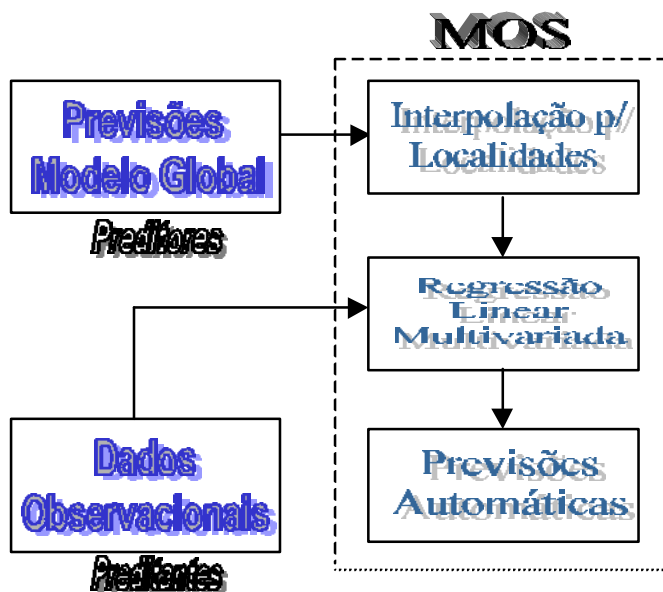 MOS
Previsões
Modelo Global
Preditores
Interpolação p/
Localidades
Regressão
Linear
Multivariada
Dados
Observacionais
Preditantes
Previsões
Automáticas